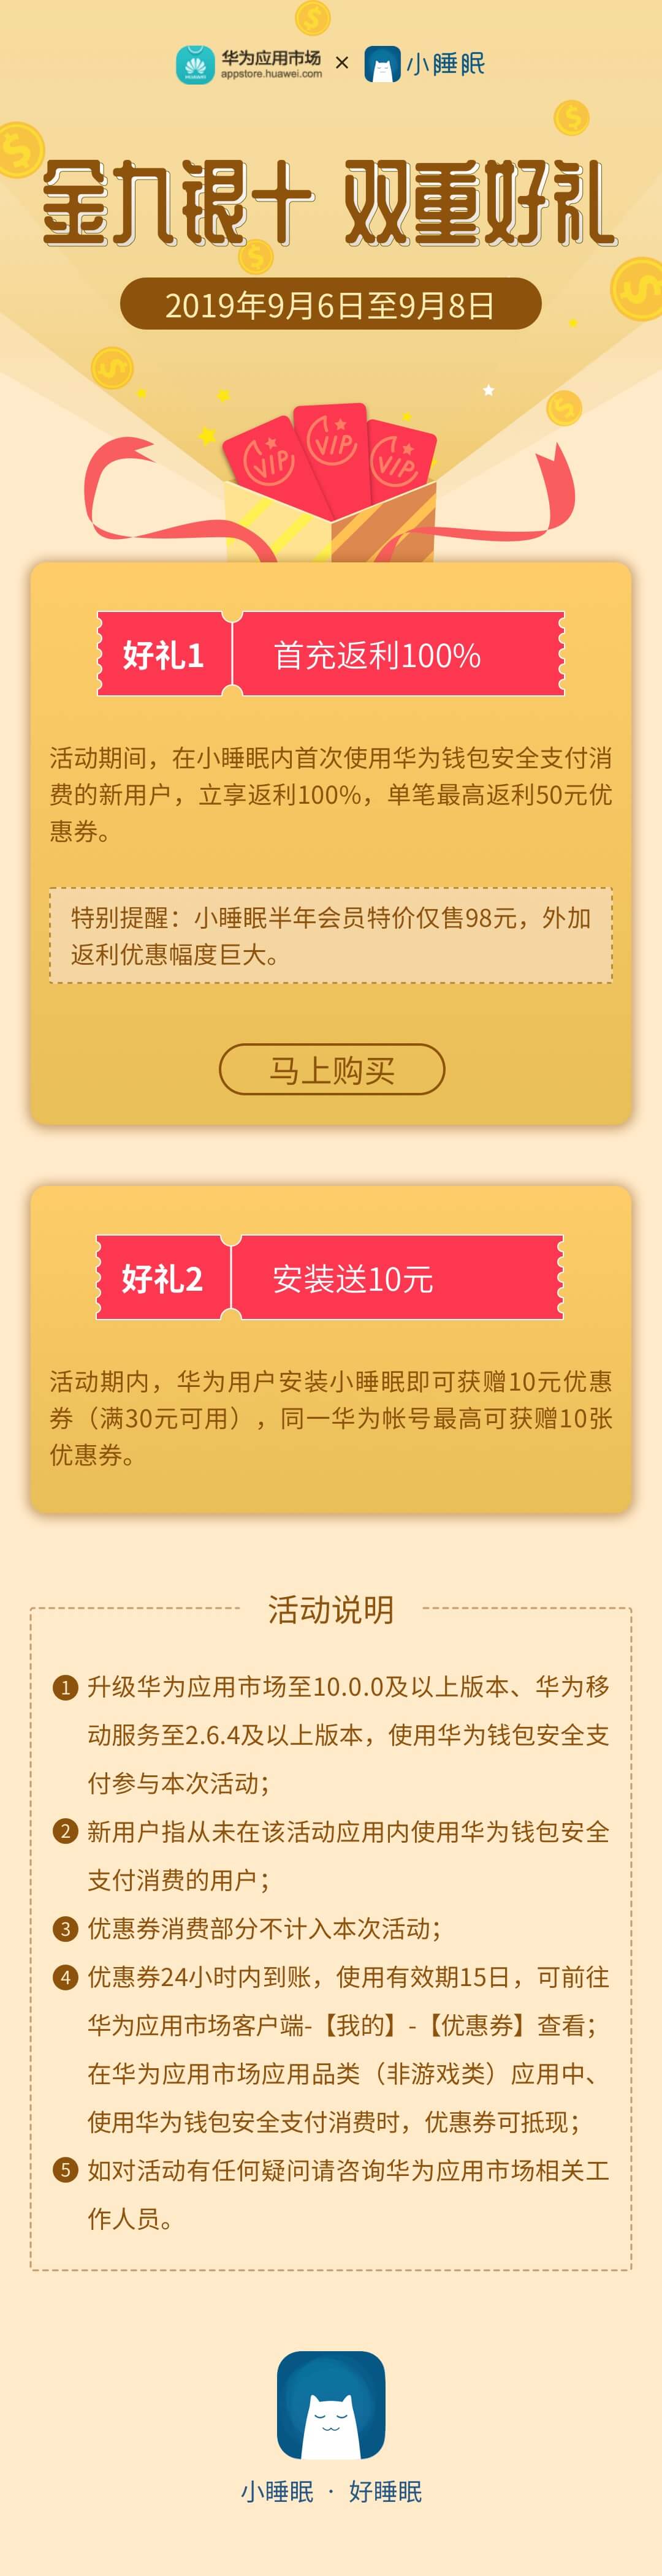 华为应用市场
appstore.huawei.com
×
小睡眠
金九银十 双重好礼
2019年9月6日至9月8日
VIP
VIP
VIP
好礼1
首充返利100%
活动期间，在小睡眠内首次使用华为钱包安全支付消
费的新用户，立享返利100%，单笔最高返利50元优
惠券。
特别提醒：小睡眠半年会员特价仅售98元，外加
返利优惠幅度巨大。
马上购买
好礼2
安装送10元
活动期内，华为用户安装小睡眠即可获赠10元优惠
券（满30元可用），同一华为帐号最高可获赠10张
优惠券。
活动说明
1 升级华为应用市场至10.0.0及以上版本、华为移
动服务至2.6.4及以上版本，使用华为钱包安全支
付参与本次活动；
2 新用户指从未在该活动应用内使用华为钱包安全
支付消费的用户；
3 优惠券消费部分不计入本次活动；
4 优惠券24小时内到账，使用有效期15日，可前往
华为应用市场客户端-【我的】-【优惠券】查看；
在华为应用市场应用品类（非游戏类）应用中、
使用华为钱包安全支付消费时，优惠券可抵现；
5 如对活动有任何疑问请咨询华为应用市场相关工
作人员。
小睡眠 · 好睡眠